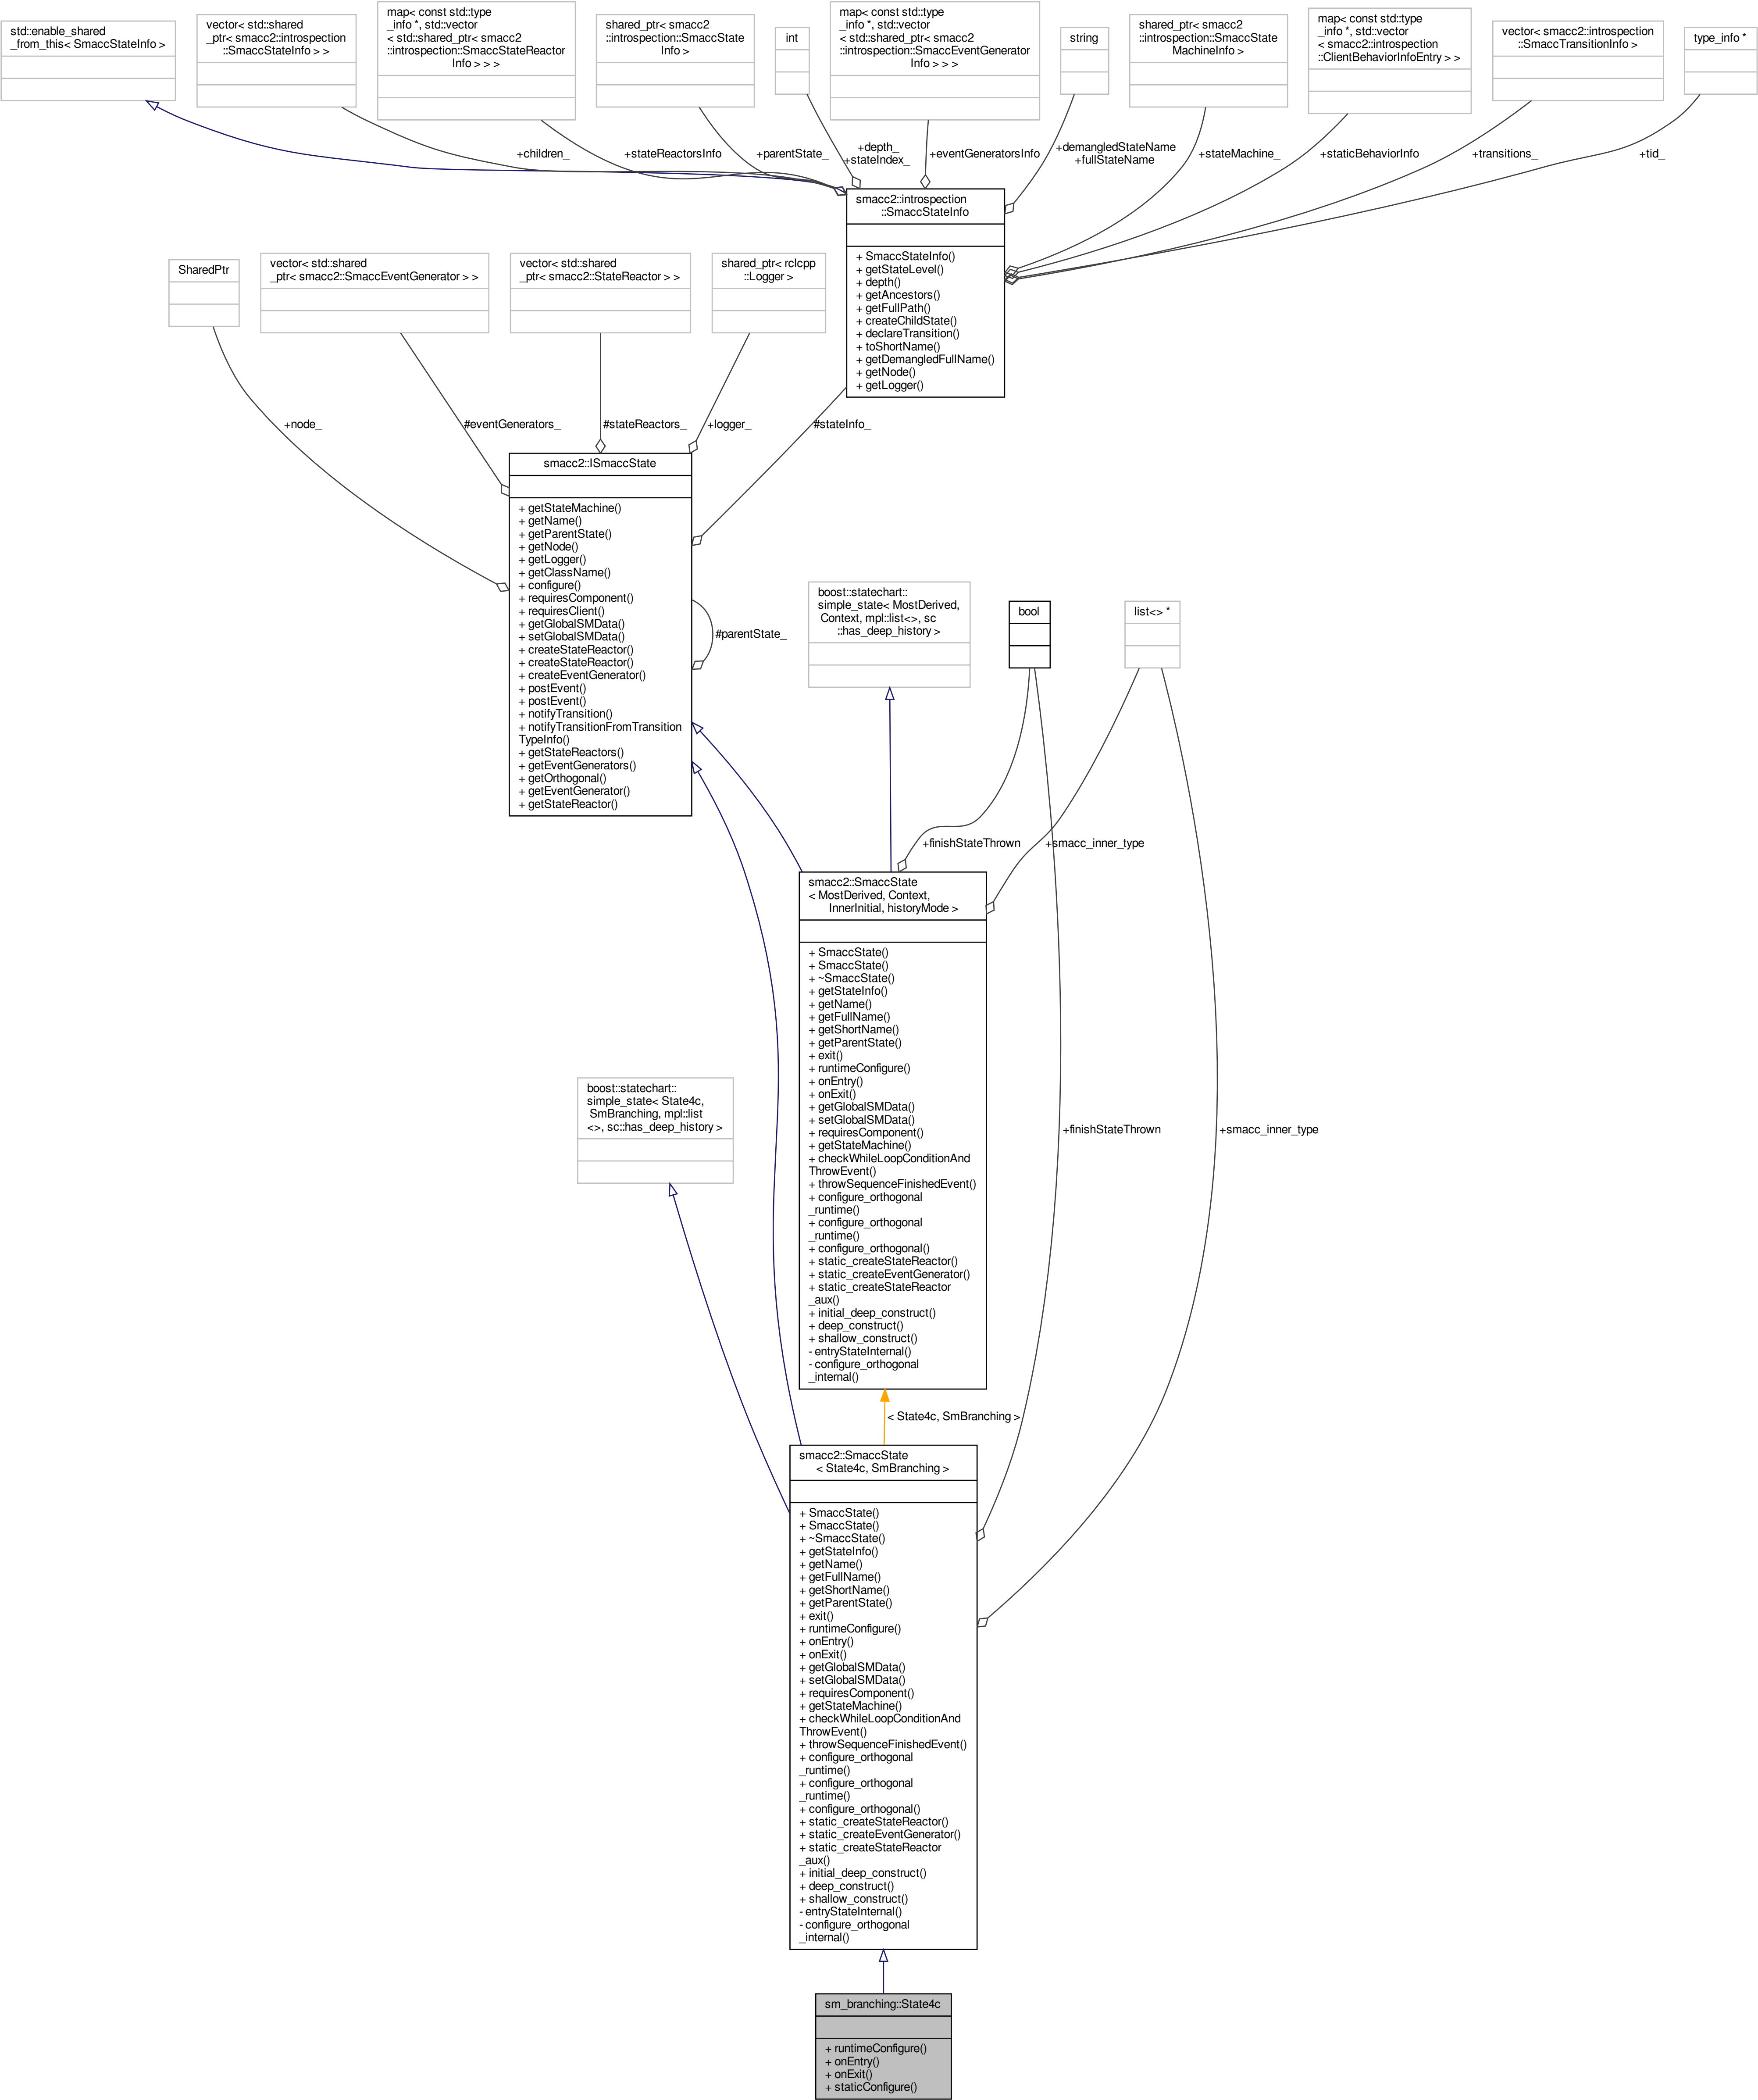 std::enable_shared
_from_this< SmaccStateInfo >
vector< std::shared
_ptr< smacc2::introspection
::SmaccStateInfo > >
map< const std::type
_info *, std::vector
< std::shared_ptr< smacc2
::introspection::SmaccStateReactor
Info > > >
shared_ptr< smacc2
::introspection::SmaccState
Info >
int
map< const std::type
_info *, std::vector
< std::shared_ptr< smacc2
::introspection::SmaccEventGenerator
Info > > >
string
shared_ptr< smacc2
::introspection::SmaccState
MachineInfo >
map< const std::type
_info *, std::vector
< smacc2::introspection
::ClientBehaviorInfoEntry > >
vector< smacc2::introspection
::SmaccTransitionInfo >
type_info *
+children_
+stateReactorsInfo
+parentState_
+depth_
+stateIndex_
+eventGeneratorsInfo
+demangledStateName
+fullStateName
+stateMachine_
+staticBehaviorInfo
+transitions_
+tid_
smacc2::introspection
::SmaccStateInfo
+ SmaccStateInfo()
+ getStateLevel()
+ depth()
+ getAncestors()
+ getFullPath()
+ createChildState()
+ declareTransition()
+ toShortName()
+ getDemangledFullName()
+ getNode()
+ getLogger()
SharedPtr
vector< std::shared
_ptr< smacc2::SmaccEventGenerator > >
vector< std::shared
_ptr< smacc2::StateReactor > >
shared_ptr< rclcpp
::Logger >
+node_
#eventGenerators_
#stateReactors_
+logger_
#stateInfo_
smacc2::ISmaccState
+ getStateMachine()
+ getName()
+ getParentState()
+ getNode()
+ getLogger()
+ getClassName()
+ configure()
+ requiresComponent()
+ requiresClient()
+ getGlobalSMData()
+ setGlobalSMData()
+ createStateReactor()
+ createStateReactor()
+ createEventGenerator()
+ postEvent()
+ postEvent()
+ notifyTransition()
+ notifyTransitionFromTransition
TypeInfo()
+ getStateReactors()
+ getEventGenerators()
+ getOrthogonal()
+ getEventGenerator()
+ getStateReactor()
#parentState_
boost::statechart::
simple_state< MostDerived,
Context, mpl::list<>, sc
::has_deep_history >
bool
list<> *
+finishStateThrown
+smacc_inner_type
smacc2::SmaccState
< MostDerived, Context,
InnerInitial, historyMode >
+ SmaccState()
+ SmaccState()
+ ~SmaccState()
+ getStateInfo()
+ getName()
+ getFullName()
+ getShortName()
+ getParentState()
+ exit()
+ runtimeConfigure()
+ onEntry()
+ onExit()
+ getGlobalSMData()
+ setGlobalSMData()
+ requiresComponent()
+ getStateMachine()
+ checkWhileLoopConditionAnd
ThrowEvent()
+ throwSequenceFinishedEvent()
+ configure_orthogonal
_runtime()
+ configure_orthogonal
_runtime()
+ configure_orthogonal()
+ static_createStateReactor()
+ static_createEventGenerator()
+ static_createStateReactor
_aux()
+ initial_deep_construct()
+ deep_construct()
+ shallow_construct()
- entryStateInternal()
- configure_orthogonal
_internal()
boost::statechart::
simple_state< State4c,
SmBranching, mpl::list
<>, sc::has_deep_history >
+finishStateThrown
+smacc_inner_type
< State4c, SmBranching >
smacc2::SmaccState
< State4c, SmBranching >
+ SmaccState()
+ SmaccState()
+ ~SmaccState()
+ getStateInfo()
+ getName()
+ getFullName()
+ getShortName()
+ getParentState()
+ exit()
+ runtimeConfigure()
+ onEntry()
+ onExit()
+ getGlobalSMData()
+ setGlobalSMData()
+ requiresComponent()
+ getStateMachine()
+ checkWhileLoopConditionAnd
ThrowEvent()
+ throwSequenceFinishedEvent()
+ configure_orthogonal
_runtime()
+ configure_orthogonal
_runtime()
+ configure_orthogonal()
+ static_createStateReactor()
+ static_createEventGenerator()
+ static_createStateReactor
_aux()
+ initial_deep_construct()
+ deep_construct()
+ shallow_construct()
- entryStateInternal()
- configure_orthogonal
_internal()
sm_branching::State4c
+ runtimeConfigure()
+ onEntry()
+ onExit()
+ staticConfigure()